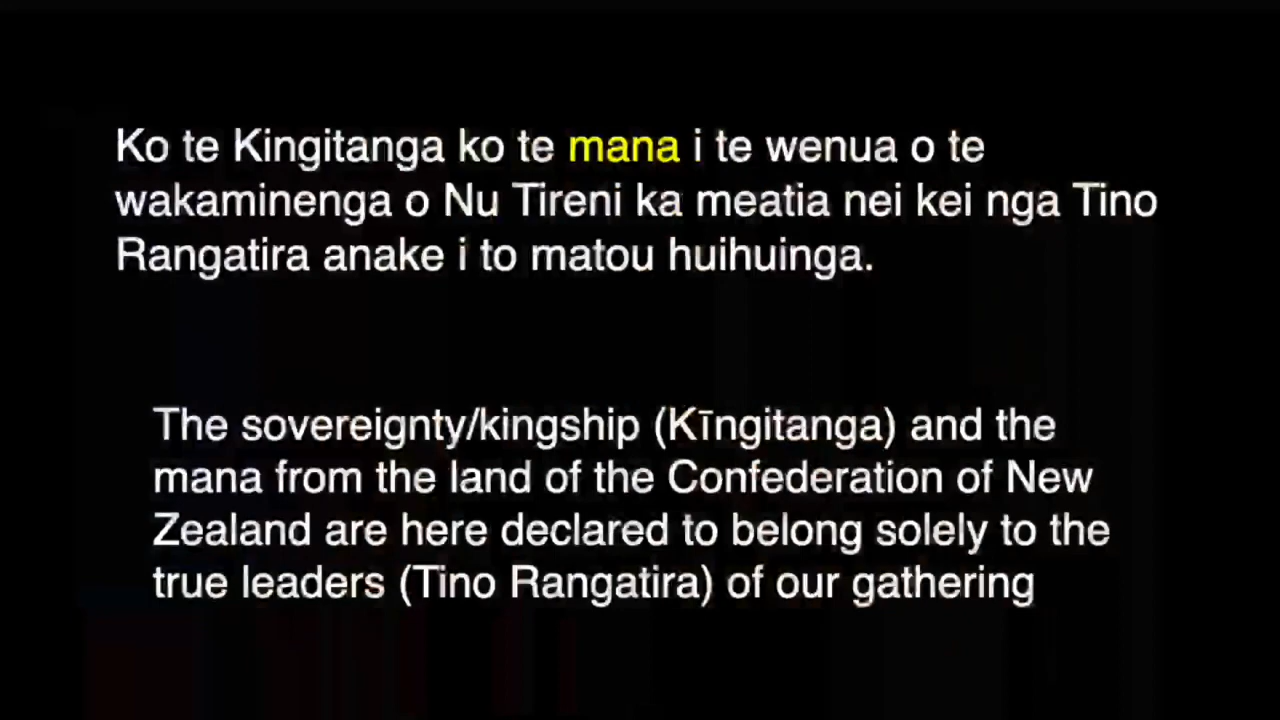 Ko te Kingitanga ko te mana i te wenua o te
wakaminenga o Nu Tireni ka meatia nei kei nga Tino
Rangatira anake i to matou huihuinga.
The sovereignty/kingship (Kīngitanga) and the
mana from the land of the Confederation of New
Zealand are here declared to belong solely to the
true leaders (Tino Rangatira) of our gathering